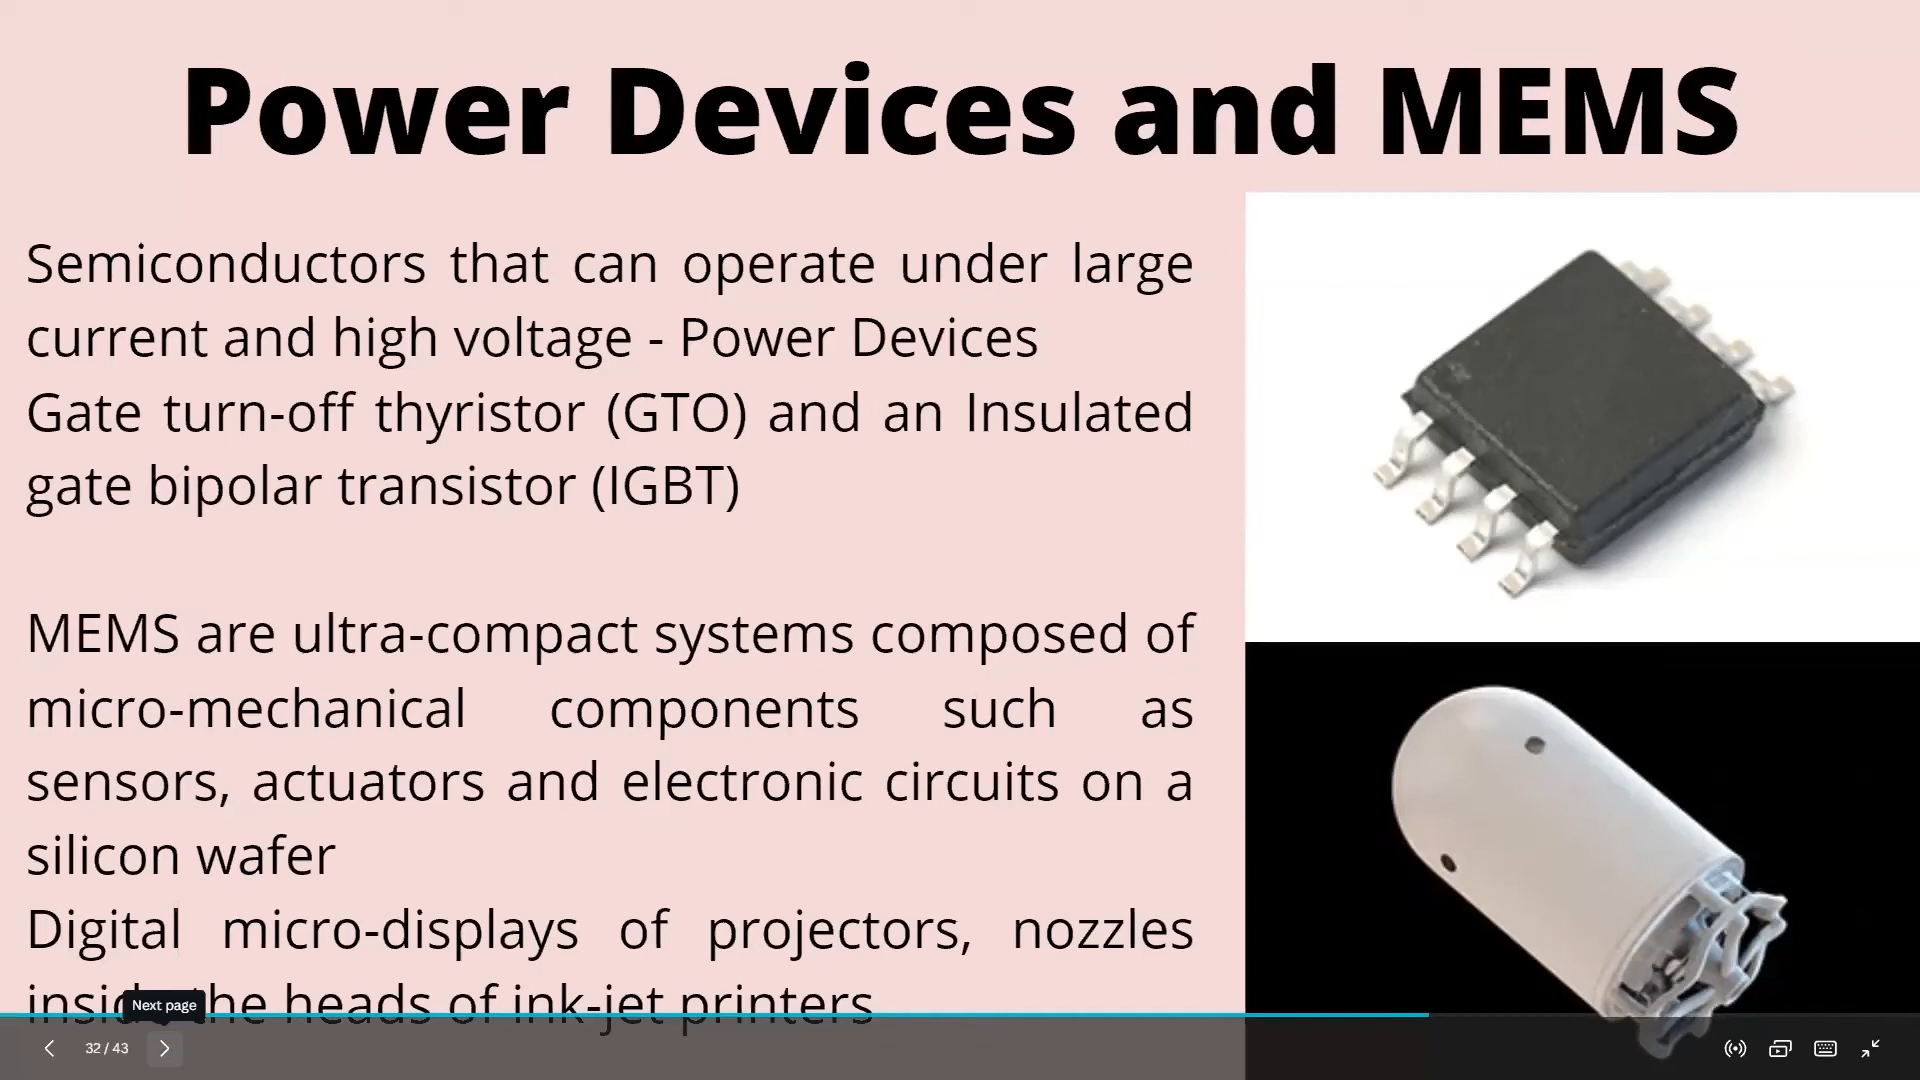 Power Devices and MEMS
Semiconductors that can operate under large
current and high voltage - Power Devices
Gate turn-off thyristor (GTO) and an Insulated
gate bipolar transistor (IGBT)
MEMS are ultra-compact systems composed of
micro-mechanical components such as
sensors, actuators and electronic circuits on a
silicon wafer
Digital micro-displays of projectors, nozzles
inside the heads of ink-jet printers
Next page
32 / 43